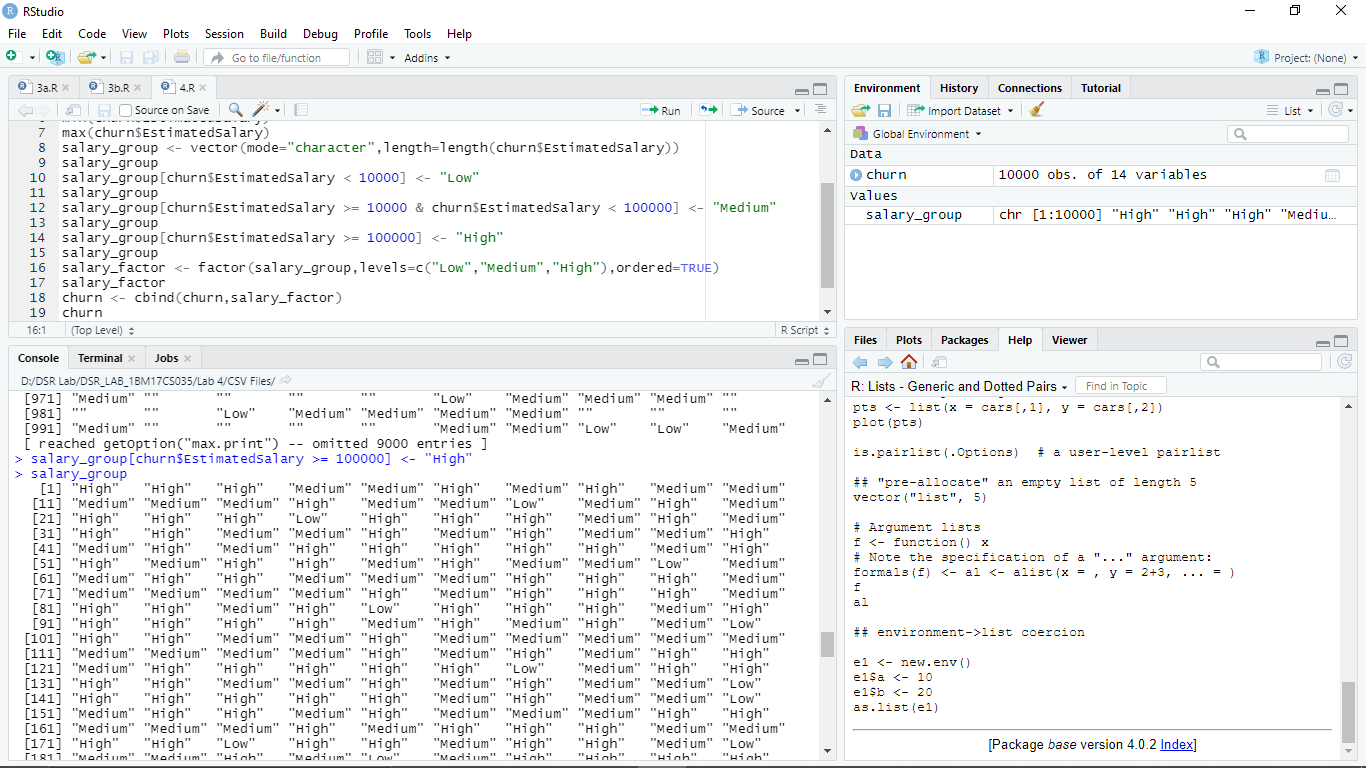 RStudio
File Edit Code View Plots Session Build Debug Profile Tools Help
Go to file/function Addins Project: (None)
3a.R 3b.R 4.R
Source on Save Run Source
7 max(churn$EstimatedSalary)
8 salary_group <- vector(mode="character",length=length(churn$EstimatedSalary))
9 salary_group
10 salary_group[churn$EstimatedSalary < 10000] <- "Low"
11 salary_group
12 salary_group[churn$EstimatedSalary >= 10000 & churn$EstimatedSalary < 100000] <- "Medium"
13 salary_group
14 salary_group[churn$EstimatedSalary >= 100000] <- "High"
15 salary_group
16 salary_factor <- factor(salary_group,levels=c("Low","Medium","High"),ordered=TRUE)
17 salary_factor
18 churn <- cbind(churn,salary_factor)
19 churn
16:1 (Top Level) R Script
Console Terminal Jobs
D:/DSR Lab/DSR_LAB_1BM17CS035/Lab 4/CSV Files/
[971] "Medium" "" "" "" "" "Low" "Medium" "Medium" "Medium" ""
[981] "" "" "Low" "Medium" "Medium" "Medium" "Medium" "" "" ""
[991] "Medium" "" "" "" "" "Medium" "Medium" "Low" "Low" "Medium"
[ reached getOption("max.print") -- omitted 9000 entries ]
> salary_group[churn$EstimatedSalary >= 100000] <- "High"
> salary_group
[1] "High" "High" "High" "Medium" "Medium" "High" "Medium" "High" "Medium" "Medium"
[11] "Medium" "Medium" "Medium" "High" "Medium" "Medium" "Low" "Medium" "High" "Medium"
[21] "High" "High" "High" "Low" "High" "High" "High" "Medium" "Medium" "High"
[31] "High" "High" "Medium" "Medium" "High" "Medium" "High" "Medium" "High" "Medium"
[41] "Medium" "High" "Medium" "High" "High" "High" "High" "High" "Medium" "High"
[51] "High" "Medium" "High" "High" "Medium" "Medium" "Medium" "Medium" "Low" "Medium"
[61] "Medium" "High" "High" "Medium" "Medium" "Medium" "High" "High" "High" "Medium"
[71] "Medium" "Medium" "Medium" "Medium" "High" "Medium" "High" "High" "High" "Medium"
[81] "High" "High" "Medium" "High" "Low" "High" "High" "High" "Medium" "High"
[91] "High" "High" "High" "High" "Medium" "High" "Medium" "High" "Medium" "Low"
[101] "High" "High" "Medium" "Medium" "High" "Medium" "Medium" "Medium" "Medium" "Medium"
[111] "Medium" "Medium" "Medium" "High" "High" "Medium" "High" "Medium" "High" "High"
[121] "Medium" "High" "High" "High" "High" "High" "Low" "Medium" "High" "High"
[131] "High" "High" "Medium" "High" "Medium" "High" "Medium" "Medium" "Medium" "Low"
[141] "High" "High" "Medium" "Medium" "High" "Medium" "High" "High" "Medium" "Low"
[151] "Medium" "High" "High" "Medium" "High" "Medium" "Medium" "Medium" "High" "High"
[161] "Medium" "High" "Medium" "Medium" "Medium" "High" "High" "High" "Medium" "Medium"
[171] "High" "High" "Low" "High" "High" "Medium" "High" "High" "Medium" "Low"
[181] "Medium" "Medium" "High" "Medium" "Low" "Medium" "High" "High" "High" "High"
Environment History Connections Tutorial
Import Dataset List
Global Environment
Data
churn 10000 obs. of 14 variables
Values
salary_group chr [1:10000] "High" "High" "High" "Mediu…
Files Plots Packages Help Viewer
R: Lists - Generic and Dotted Pairs Find in Topic
pts <- list(x = cars[,1], y = cars[,2])
plot(pts)
is.pairlist(.Options) # a user-level pairlist
## "pre-allocate" an empty list of length 5
vector("list", 5)
# Argument lists
f <- function() x
# Note the specification of a "..." argument:
formals(f) <- al <- alist(x = , y = 2+3, ... = )
f
al
## environment->list coercion
e1 <- new.env()
e1$a <- 10
e1$b <- 20
as.list(e1)
[Package base version 4.0.2 Index]